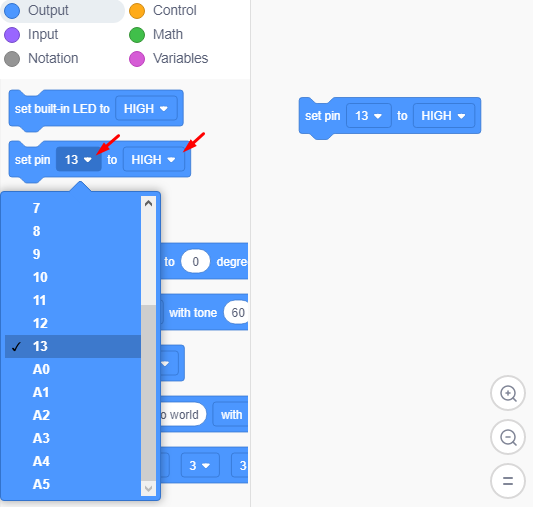 Output Control
Input Math
Notation Variables
set built-in LED to HIGH
set pin 13 to HIGH
set pin 13 to HIGH
7
8
9
to 0 degre
10
11
with tone 60
12
✓ 13
A0
A1
A2
o world with
A3
A4
3 3
A5
=